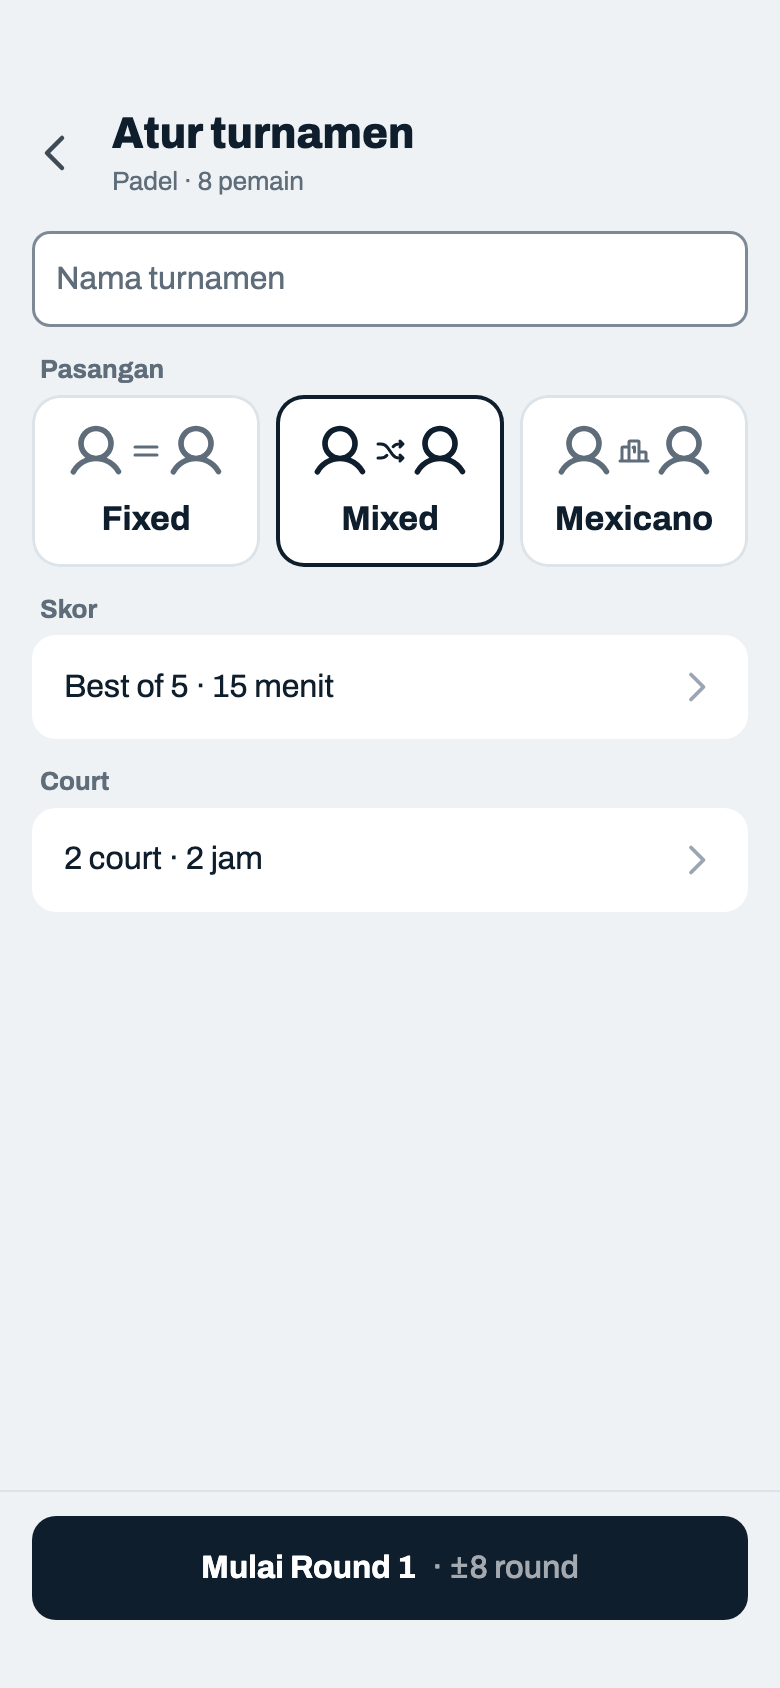 Atur turnamen
Padel · 8 pemain
Nama turnamen
Pasangan
Fixed
Mixed
Mexicano
Skor
Best of 5 · 15 menit
Court
2 court · 2 jam
Mulai Round 1 · ±8 round